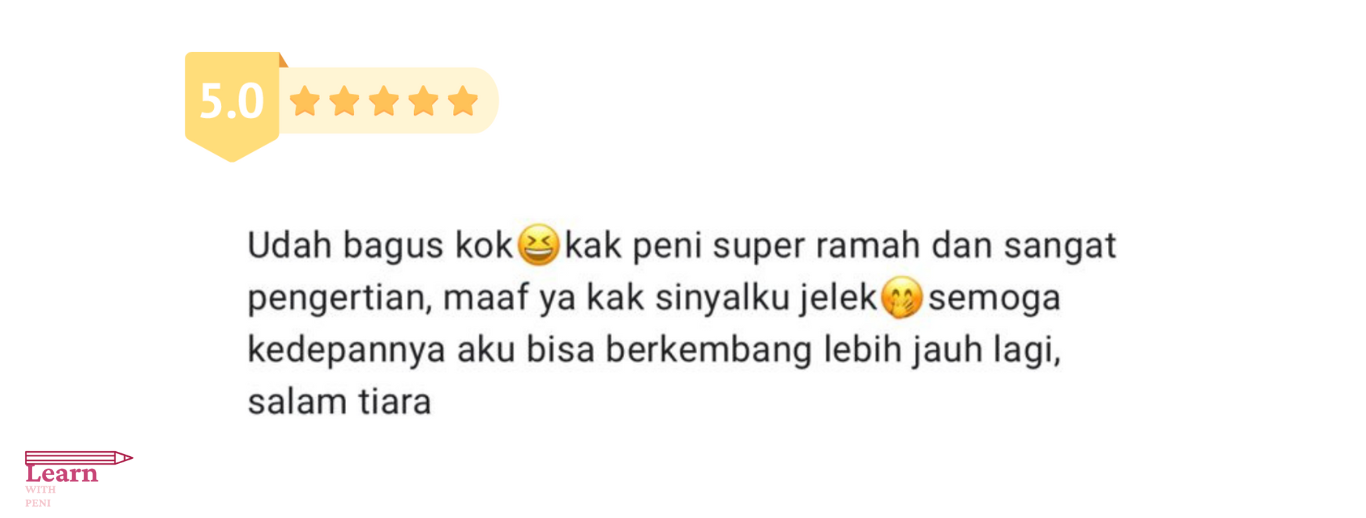 5.0
Udah bagus kok😆kak peni super ramah dan sangat
pengertian, maaf ya kak sinyalku jelek🤭semoga
kedepannya aku bisa berkembang lebih jauh lagi,
salam tiara
Learn
WITH
PENI